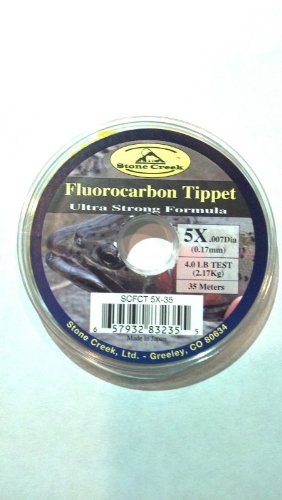 Stone Creek
Fluorocarbon Tippet
Ultra Strong Formula
5X .007Dia
(0.17mm)
4.0 LB TEST
(2.17Kg)
35 Meters
SCFCT 5X-35
6 57932 83235 5
Made in Japan
Stone Creek, Ltd. - Greeley, CO 80634